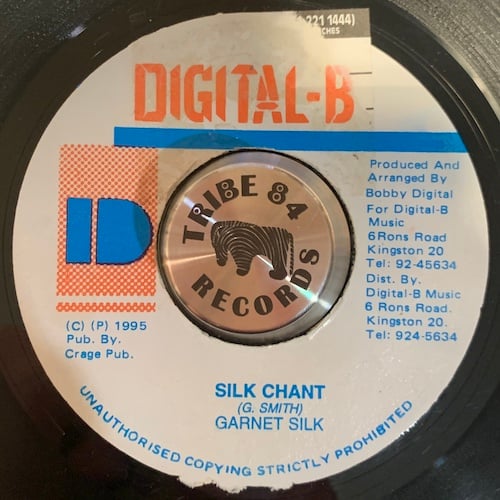 221 1444)
CHES
DIGITAL-B
Produced And
Arranged By
Bobby Digital
For Digital-B
Music
6Rons Road
Kingston 20
Tel: 92-45634
Dist. By.
Digital-B Music
6 Rons Road.
Kingston 20.
Tel: 924-5634
TRIBE 84
RECORDS
D
(C) (P) 1995
Pub. By.
Crage Pub.
SILK CHANT
(G. SMITH)
GARNET SILK
UNAUTHORISED COPYING STRICTLY PROHIBITED